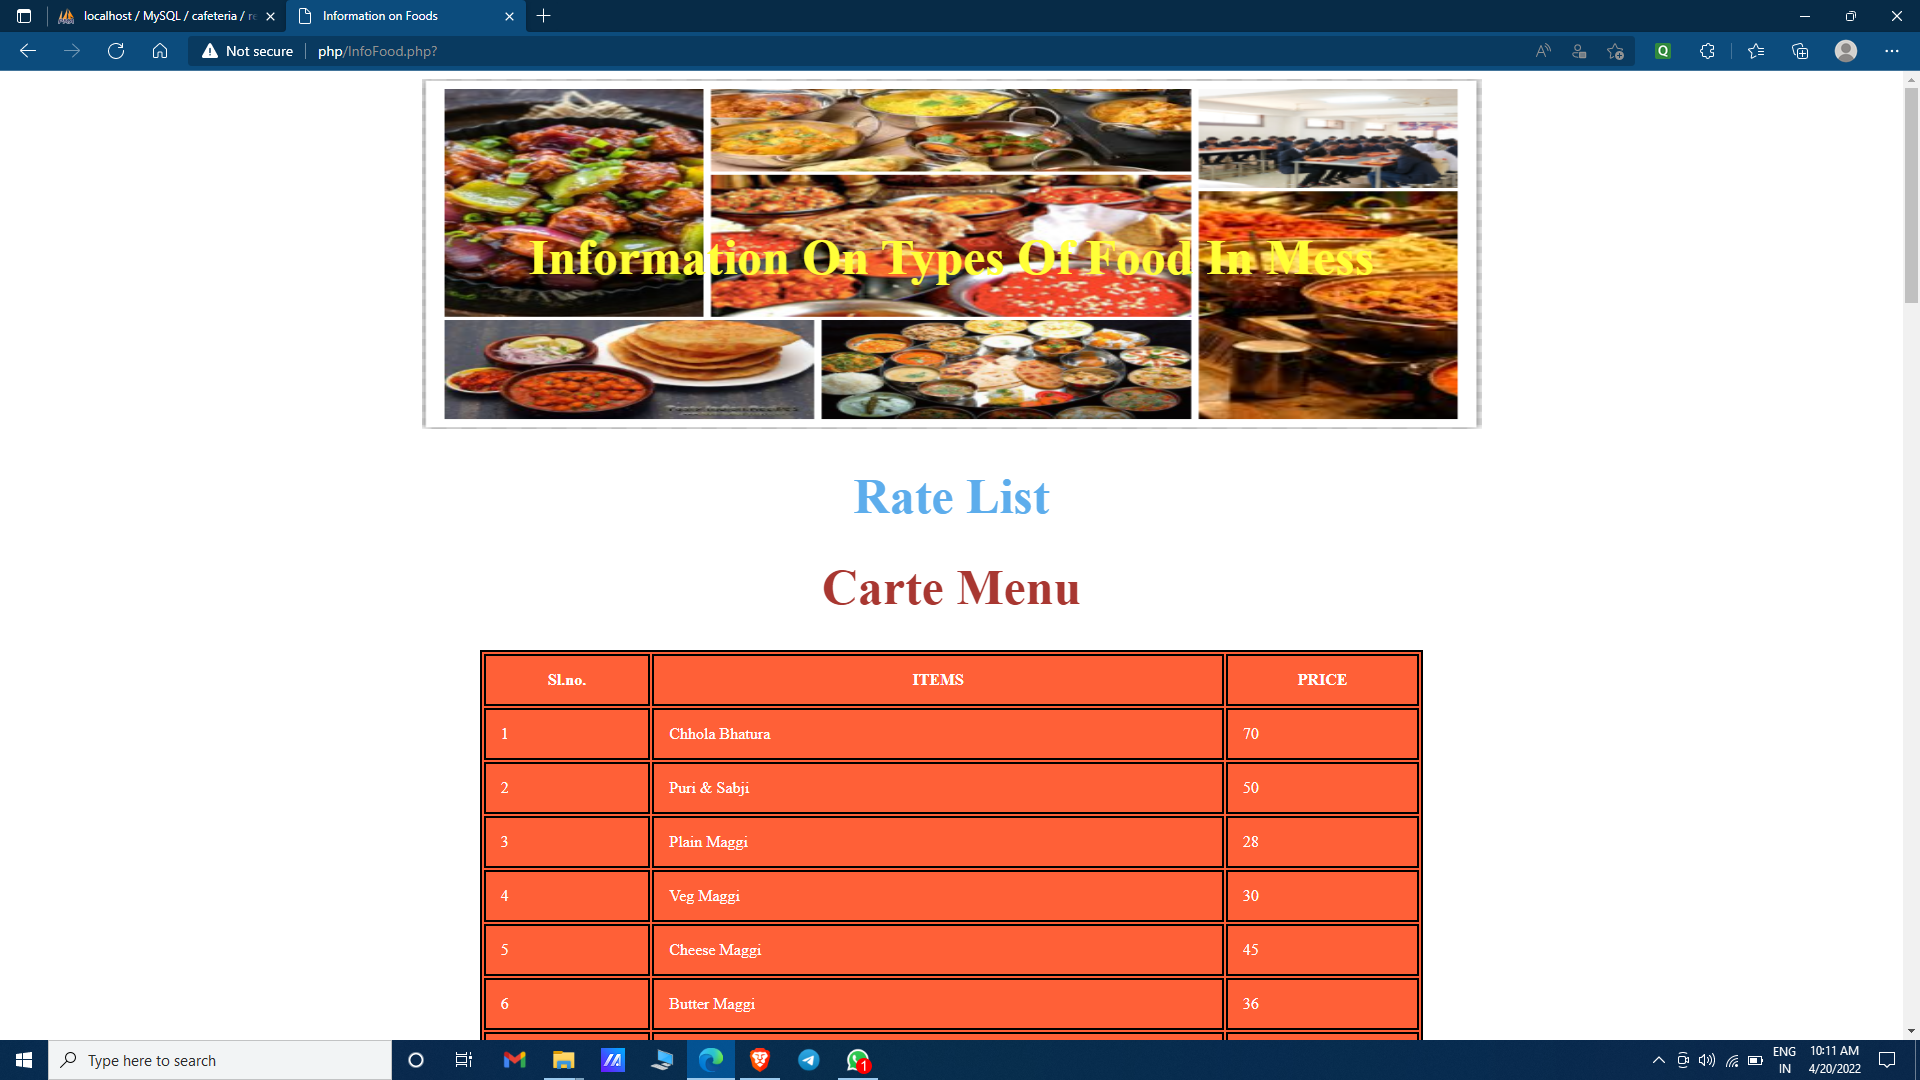 localhost / MySQL / cafeteria / re
Information on Foods
Not secure
php/InfoFood.php?
Information On Types Of Food In Mess
Rate List
Carte Menu
Sl.no. ITEMS PRICE
1 Chhola Bhatura 70
2 Puri & Sabji 50
3 Plain Maggi 28
4 Veg Maggi 30
5 Cheese Maggi 45
6 Butter Maggi 36
Type here to search
1
ENG
IN
10:11 AM
4/20/2022